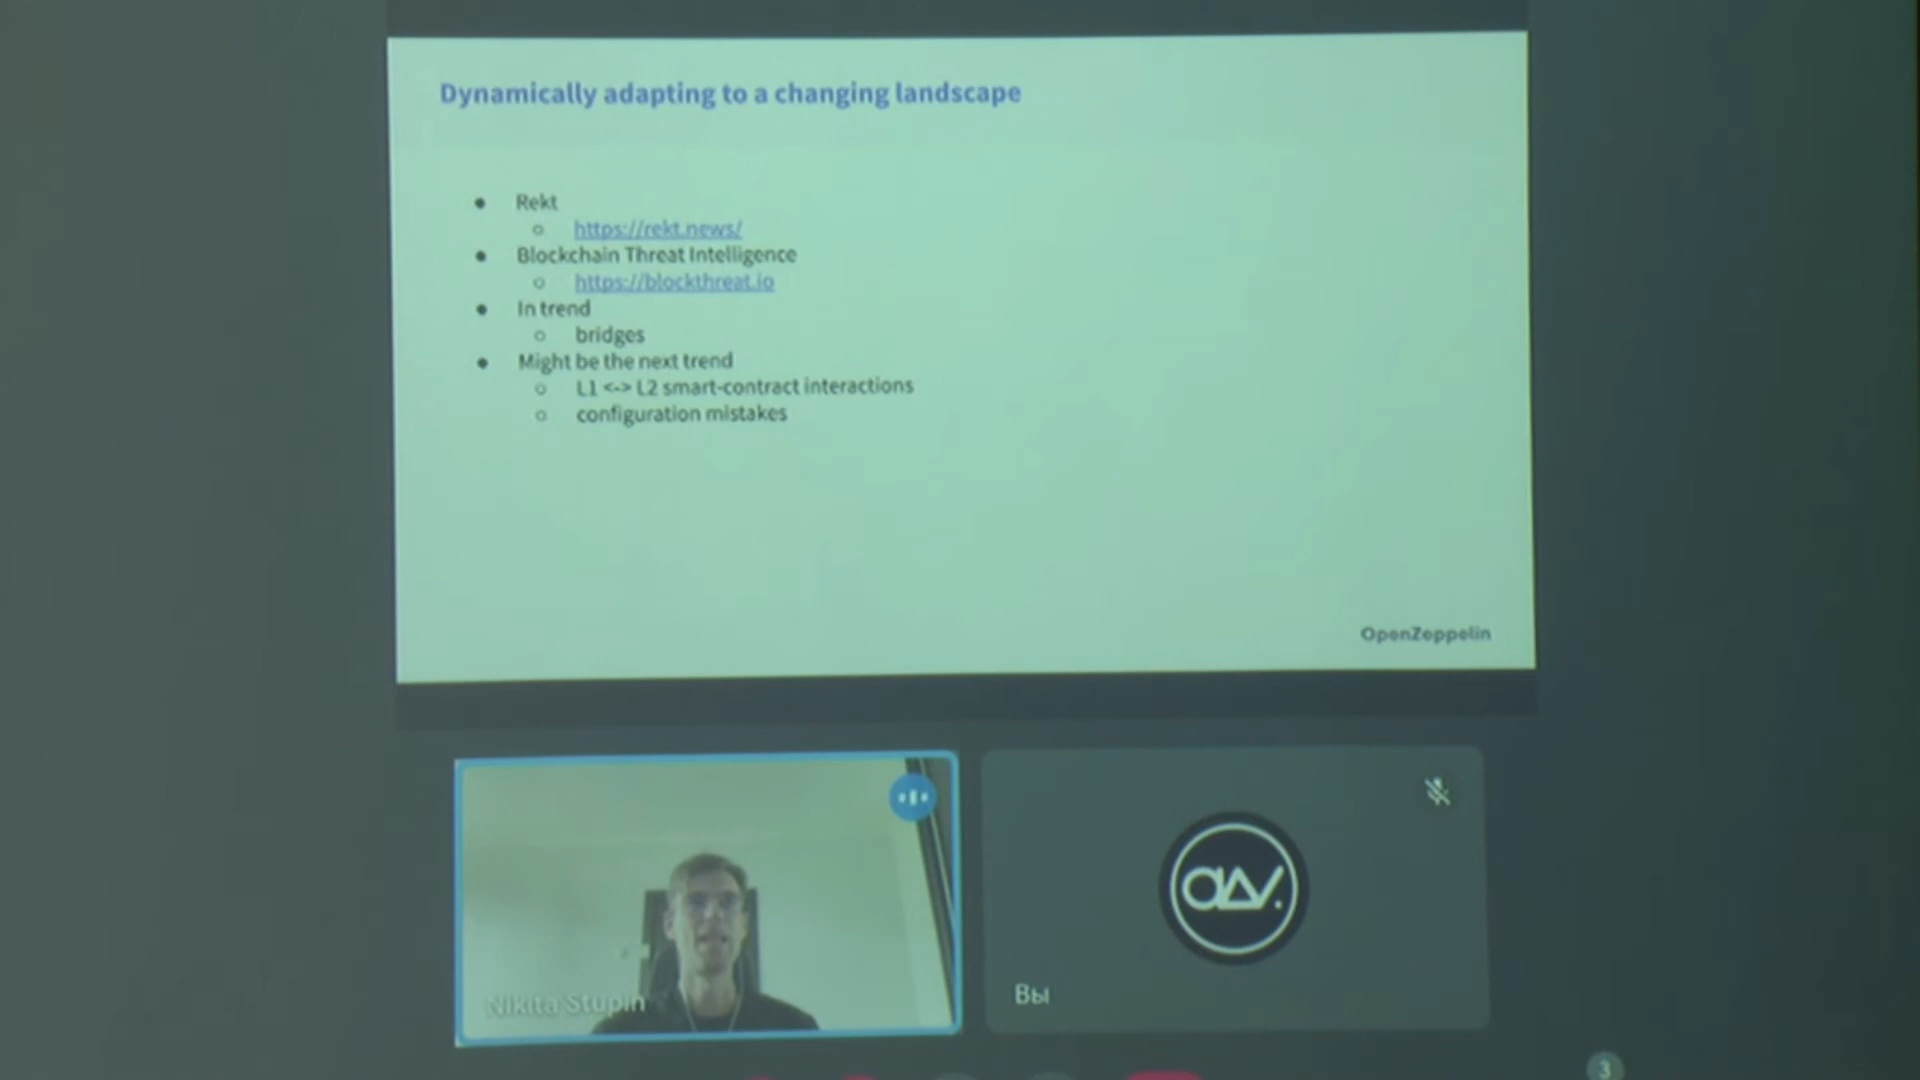 Dynamically adapting to a changing landscape
● Rekt
○ https://rekt.news/
● Blockchain Threat Intelligence
○ https://blockthreat.io
● In trend
○ bridges
● Might be the next trend
○ L1 <-> L2 smart-contract interactions
○ configuration mistakes
OpenZeppelin
Nikita Stupin
Вы
3